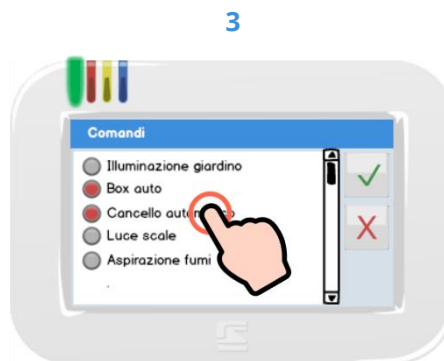 3
Comandi
Illuminazione giardino
Box auto
Cancello
Luce scale
Aspirazione fumi